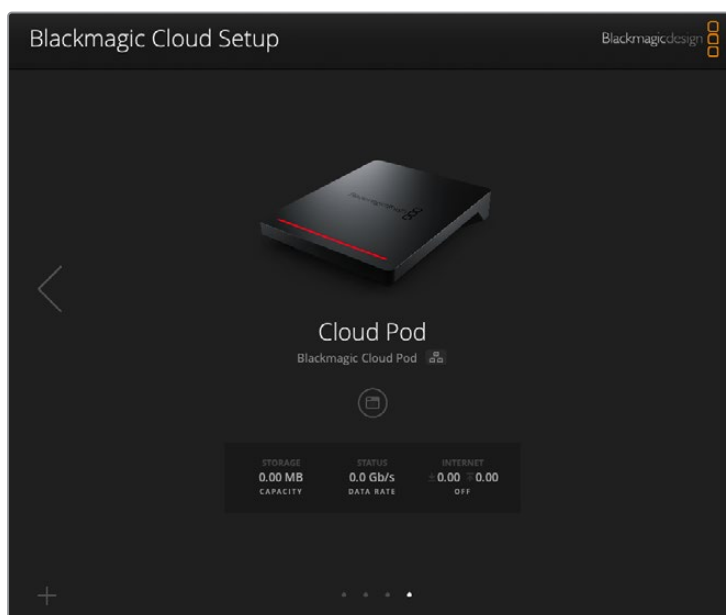 Blackmagic Cloud Setup
Blackmagicdesign
Blackmagicdesign
Cloud Pod
Blackmagic Cloud Pod
STORAGE STATUS INTERNET
0.00 MB 0.0 Gb/s 0.00 0.00
CAPACITY DATA RATE OFF